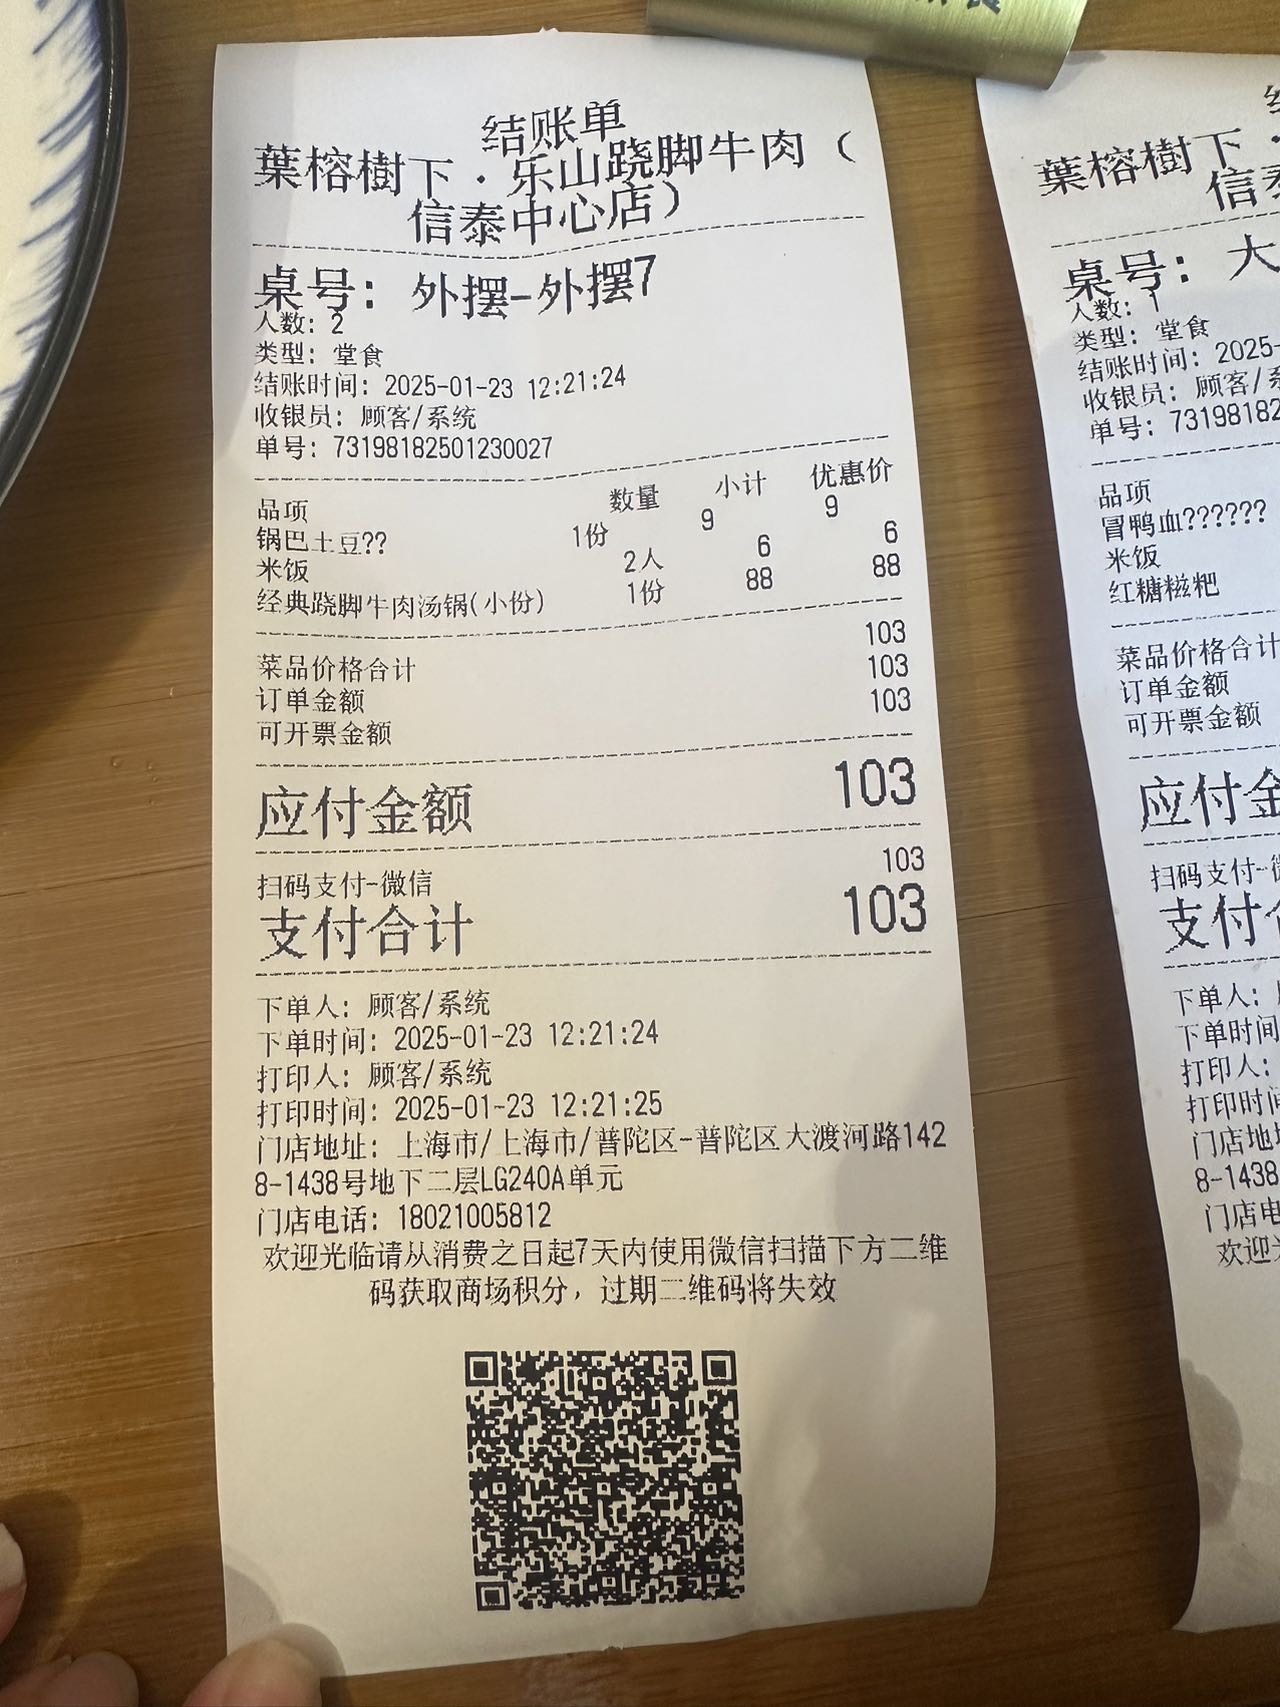 结账单
葉榕樹下·乐山跷脚牛肉（
信泰中心店）
桌号：外摆-外摆7
人数：2
类型：堂食
结账时间：2025-01-23 12:21:24
收银员：顾客/系统
单号：73198182501230027
品项 数量 小计 优惠价
锅巴土豆?? 1份 9 9
米饭 2人 6 6
经典跷脚牛肉汤锅(小份) 1份 88 88
103
菜品价格合计 103
订单金额 103
可开票金额
应付金额 103
扫码支付-微信 103
支付合计 103
下单人：顾客/系统
下单时间：2025-01-23 12:21:24
打印人：顾客/系统
打印时间：2025-01-23 12:21:25
门店地址：上海市/上海市/普陀区-普陀区大渡河路142
8-1438号地下二层LG240A单元
门店电话：18021005812
欢迎光临请从消费之日起7天内使用微信扫描下方二维
码获取商场积分，过期二维码将失效
葉榕樹下·
信
桌号：大
人数：1
类型：堂食
结账时间：2025-
收银员：顾客/
单号：73198182
品项
冒鸭血??????
米饭
红糖糍粑
菜品价格合计
订单金额
可开票金额
应付金
扫码支付-
支付
下单人：
下单时间
打印人：
打印时
门店地
8-1438
门店电
欢迎